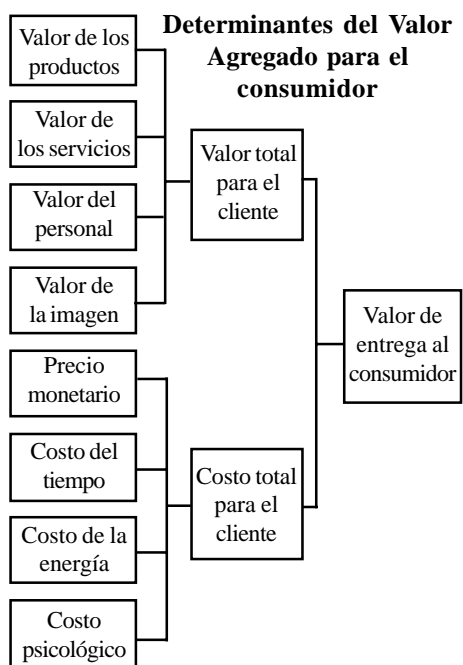 Determinantes del Valor
Agregado para el
consumidor
Valor de los
productos
Valor de
los servicios
Valor del
personal
Valor de
la imagen
Precio
monetario
Costo del
tiempo
Costo de la
energía
Costo
psicológico
Valor total
para el
cliente
Costo total
para el
cliente
Valor de
entrega al
consumidor